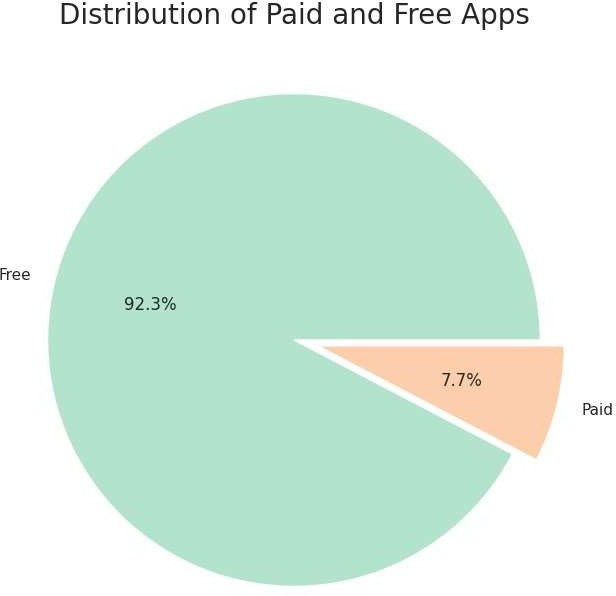 Distribution of Paid and Free Apps
Free
92.3%
7.7%
Paid